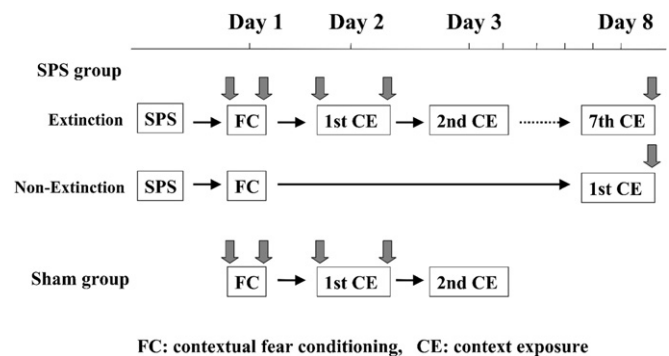 Day 1 Day 2 Day 3 Day 8
SPS group
Extinction SPS FC 1st CE 2nd CE 7th CE
Non-Extinction SPS FC 1st CE
Sham group FC 1st CE 2nd CE
FC: contextual fear conditioning, CE: context exposure